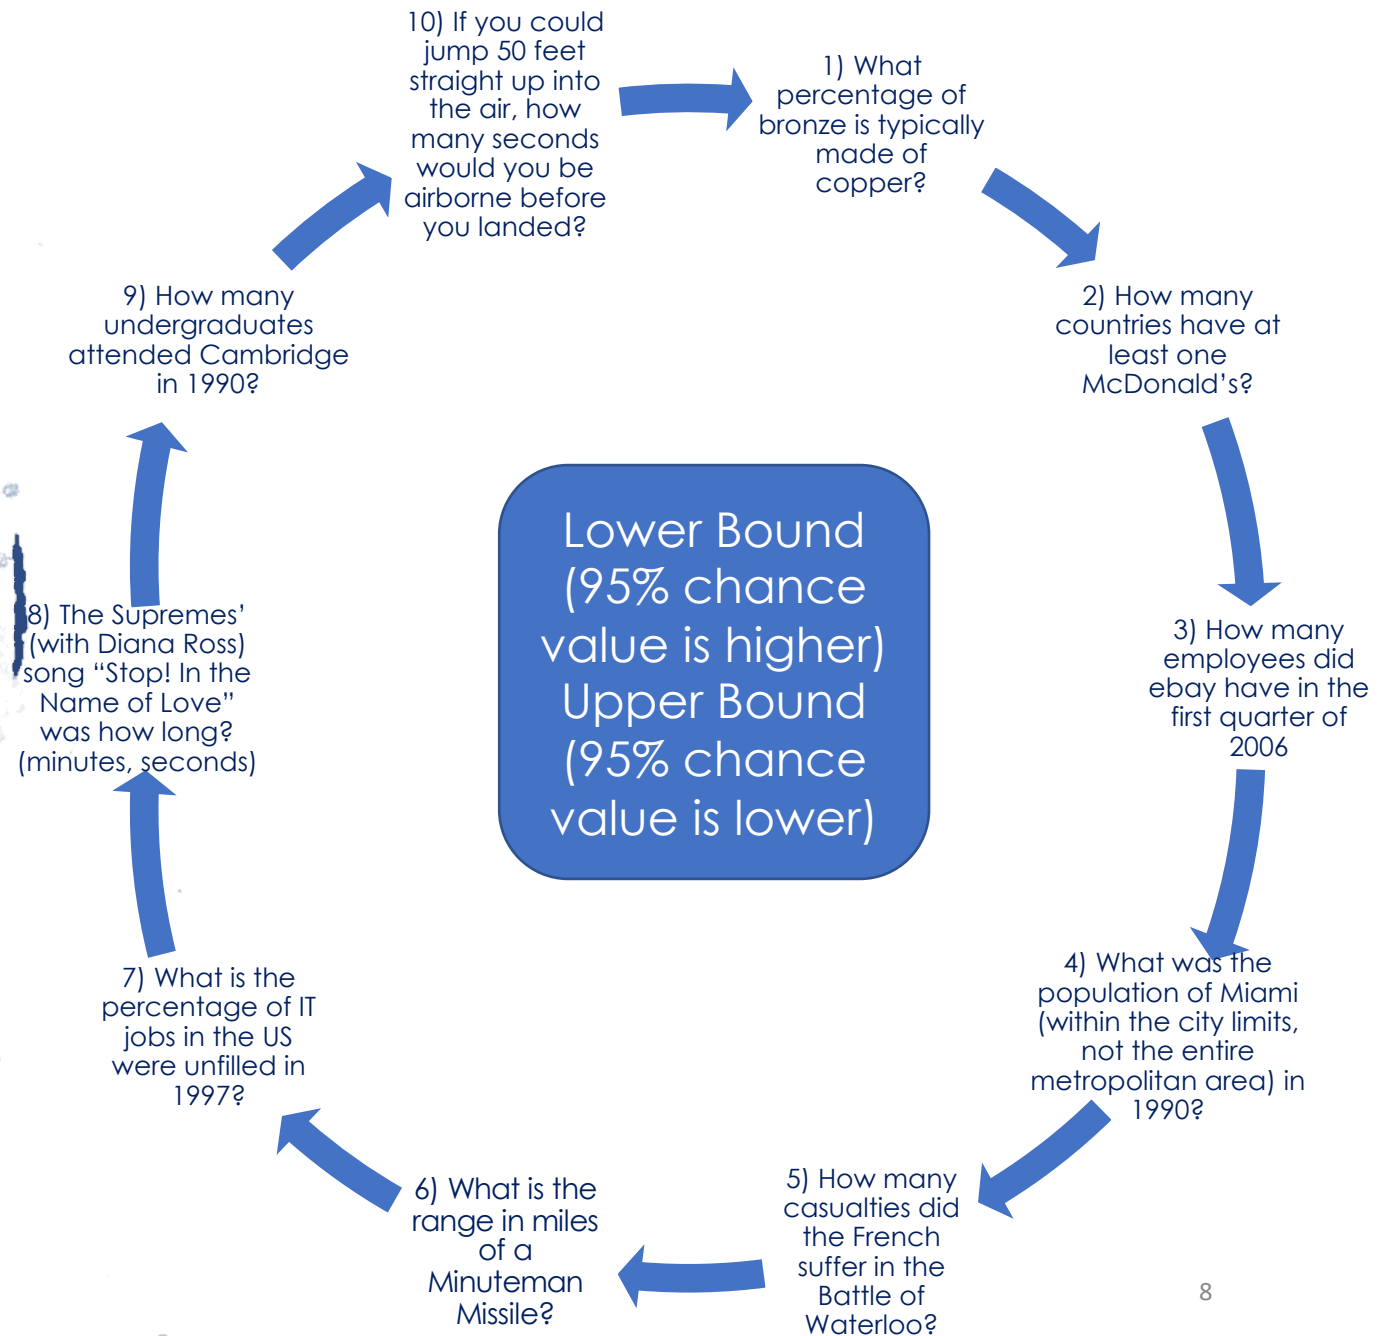 10) If you could
jump 50 feet
straight up into
the air, how
many seconds
would you be
airborne before
you landed?
1) What
percentage of
bronze is typically
made of
copper?
2) How many
countries have at
least one
McDonald's?
3) How many
employees did
ebay have in the
first quarter of
2006
4) What was the
population of Miami
(within the city limits,
not the entire
metropolitan area) in
1990?
5) How many
casualties did
the French
suffer in the
Battle of
Waterloo?
6) What is the
range in miles
of a
Minuteman
Missile?
7) What is the
percentage of IT
jobs in the US
were unfilled in
1997?
8) The Supremes'
(with Diana Ross)
song “Stop! In the
Name of Love”
was how long?
(minutes, seconds)
9) How many
undergraduates
attended Cambridge
in 1990?
Lower Bound
(95% chance
value is higher)
Upper Bound
(95% chance
value is lower)
8